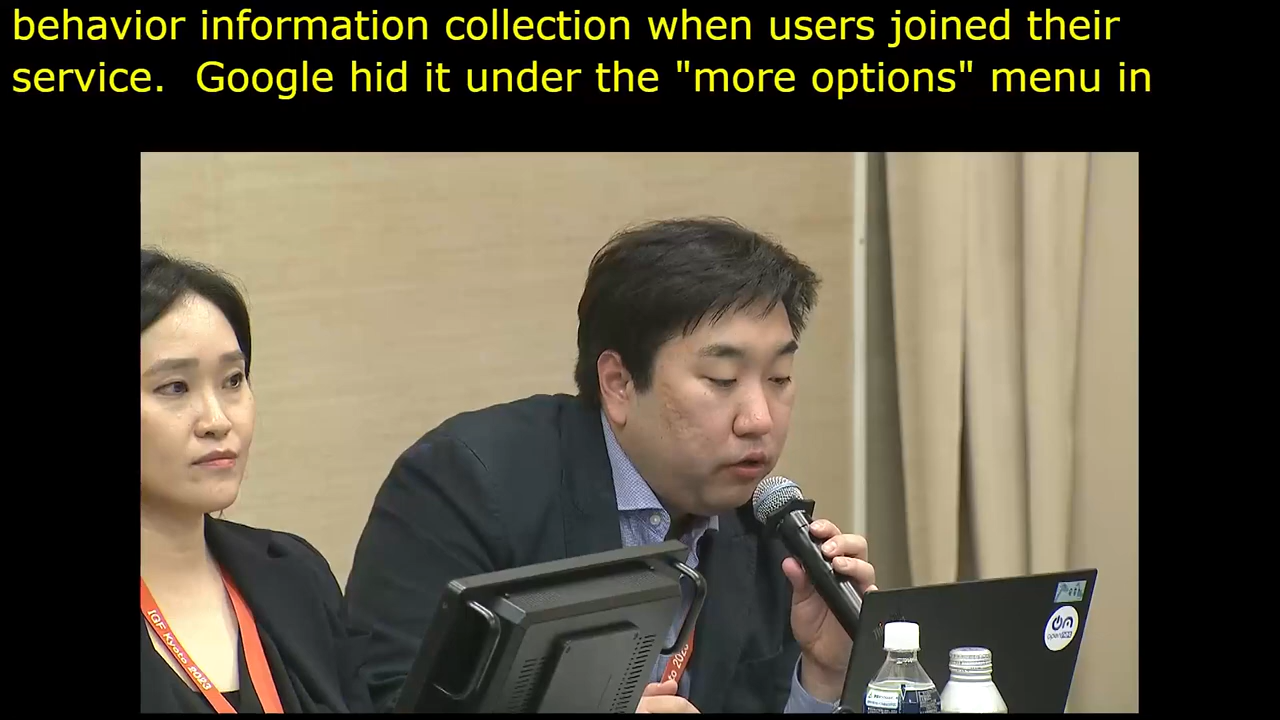 behavior information collection when users joined their
service.  Google hid it under the "more options" menu in
IGF Kyoto 2023
open